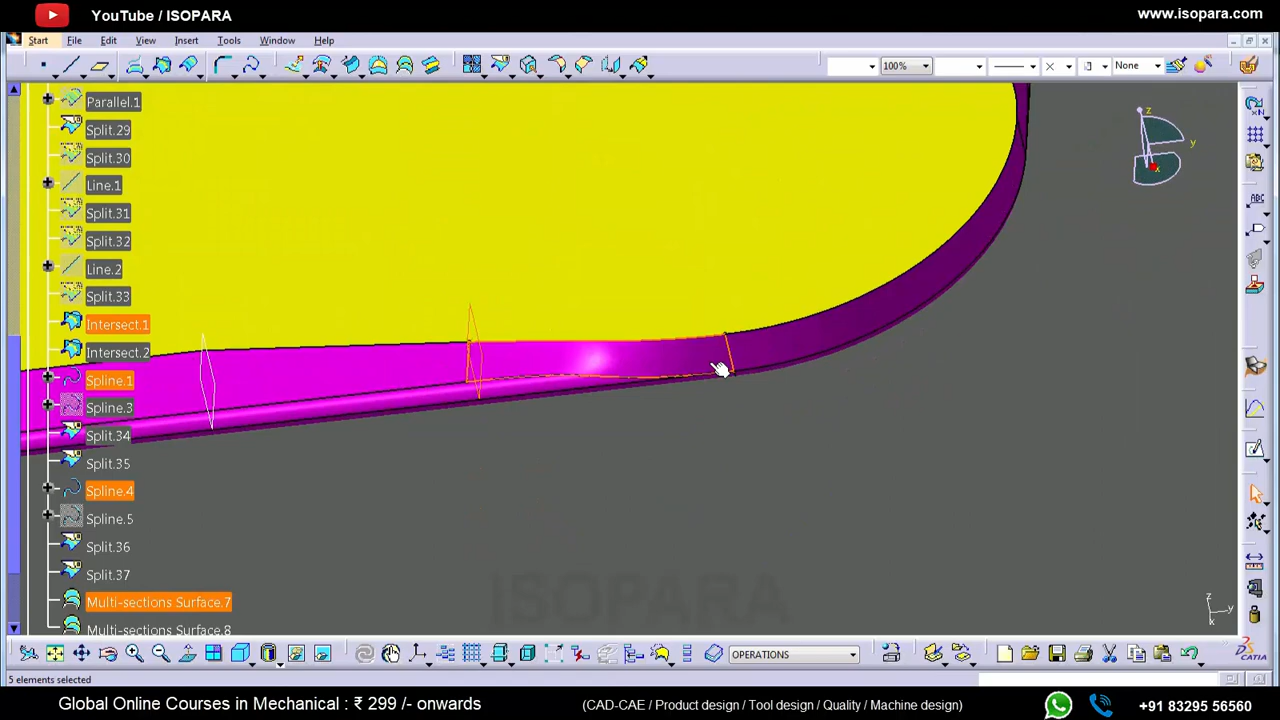 YouTube / ISOPARA
www.isopara.com
Start File Edit View Insert Tools Window Help
100% None
Parallel.1
Split.29
Split.30
Line.1
Split.31
Split.32
Line.2
Split.33
Intersect.1
Intersect.2
Spline.1
Spline.3
Split.34
Split.35
Spline.4
Spline.5
Split.36
Split.37
Multi-sections Surface.7
Multi-sections Surface.8
z
y
x
ABC
ISOPARA
z
y
x
OPERATIONS
CATIA
5 elements selected
Global Online Courses in Mechanical : ₹ 299 /- onwards
(CAD-CAE / Product design / Tool design / Quality / Machine design)
+91 83295 56560